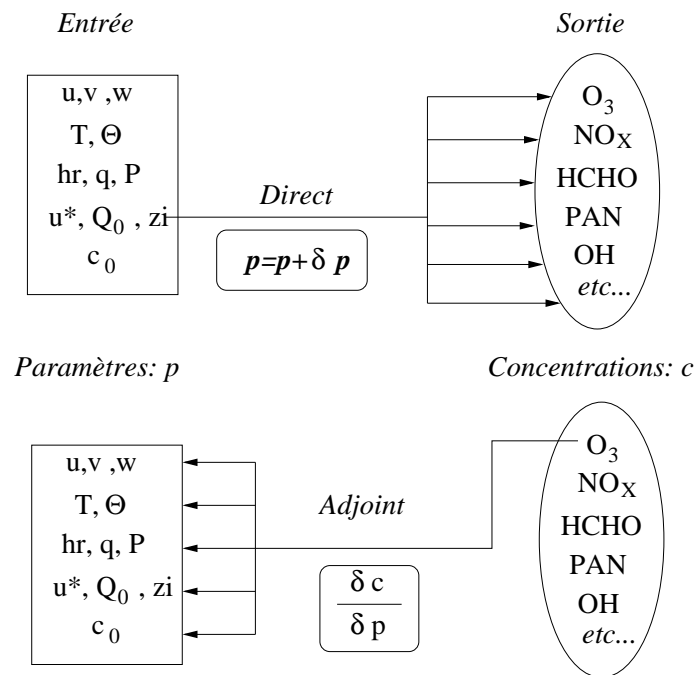 Entrée
Sortie
u,v ,w
T, Θ
hr, q, P
u*, Q₀ , zi
c₀
Direct
p=p+δ p
O₃
NOX
HCHO
PAN
OH
etc...
Paramètres: p
Concentrations: c
u,v ,w
T, Θ
hr, q, P
u*, Q₀ , zi
c₀
Adjoint
δ c
δ p
O₃
NOX
HCHO
PAN
OH
etc...